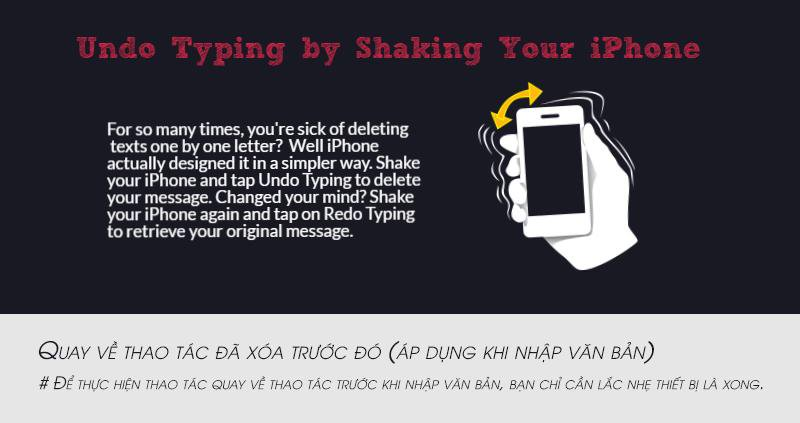 Undo Typing by Shaking Your iPhone
For so many times, you're sick of deleting
texts one by one letter? Well iPhone
actually designed it in a simpler way. Shake
your iPhone and tap Undo Typing to delete
your message. Changed your mind? Shake
your iPhone again and tap on Redo Typing
to retrieve your original message.
Quay về thao tác đã xóa trước đó (áp dụng khi nhập văn bản)
# Để thực hiện thao tác quay về thao tác trước khi nhập văn bản, bạn chỉ cần lắc nhẹ thiết bị là xong.